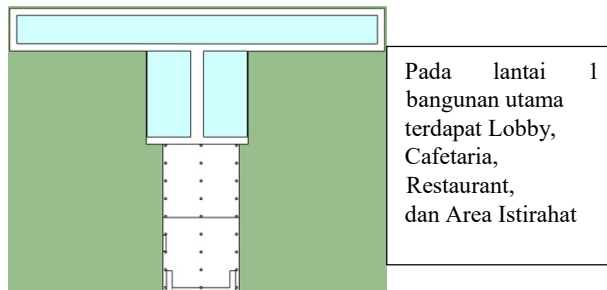 Pada lantai 1
bangunan utama
terdapat Lobby,
Cafetaria,
Restaurant,
dan Area Istirahat